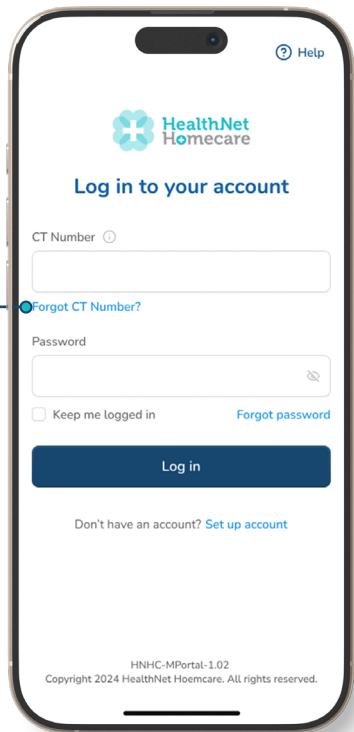 Help
HealthNet
Homecare
Log in to your account
CT Number
Forgot CT Number?
Password
Keep me logged in
Forgot password
Log in
Don't have an account? Set up account
HNHC-MPortal-1.02
Copyright 2024 HealthNet Hoemcare. All rights reserved.